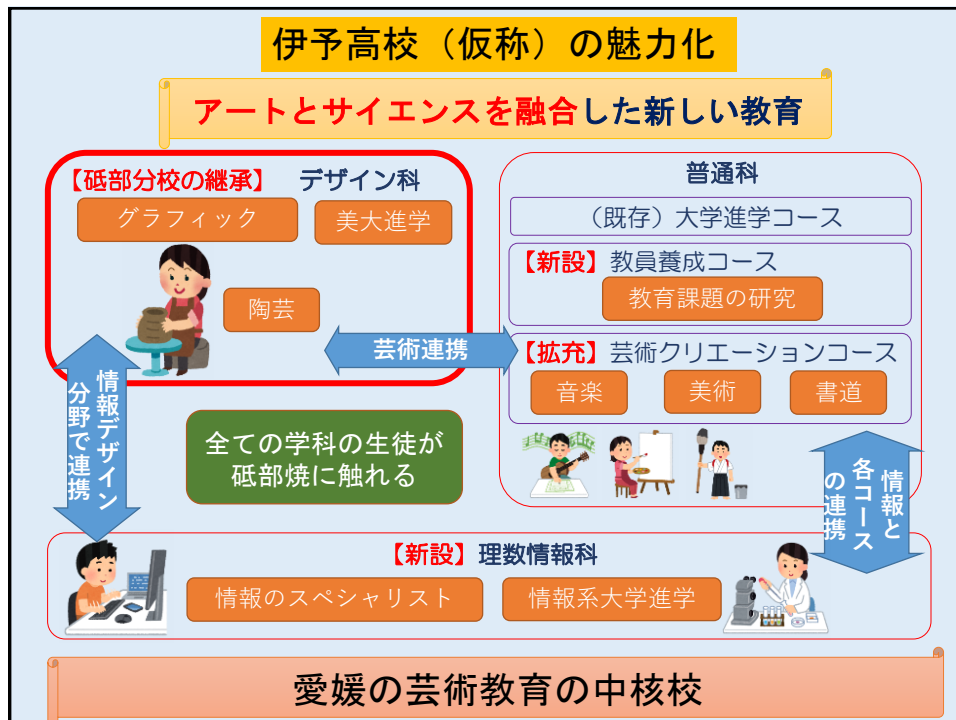 伊予高校（仮称）の魅力化
アートとサイエンスを融合した新しい教育
【砥部分校の継承】 デザイン科
グラフィック
美大進学
陶芸
普通科
（既存）大学進学コース
【新設】教員養成コース
教育課題の研究
【拡充】芸術クリエーションコース
音楽
美術
書道
芸術連携
情報デザイン
分野で連携
全ての学科の生徒が
砥部焼に触れる
情報と
各コース
の連携
【新設】理数情報科
情報のスペシャリスト
情報系大学進学
愛媛の芸術教育の中核校